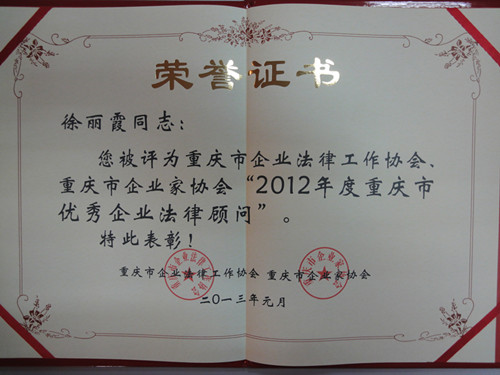 荣誉证书
徐丽霞同志：
您被评为重庆市企业法律工作协会、
重庆市企业家协会“2012年度重庆市
优秀企业法律顾问”。
特此表彰！
重庆市企业法律工作协会 重庆市企业家协会
二〇一三年元月